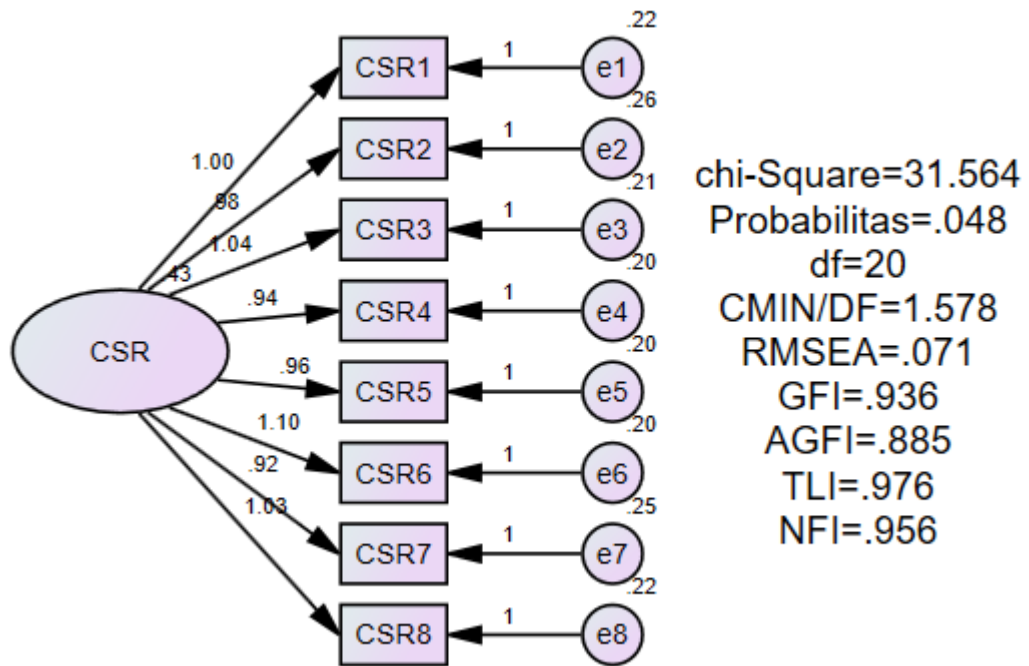 .22
CSR1
1
e1
1.00
.26
CSR2
1
e2
.98
.21
CSR3
1
e3
1.04
.43
.20
CSR4
1
e4
.94
CSR
.20
CSR5
1
e5
.96
.20
CSR6
1
e6
1.10
.25
CSR7
1
e7
.92
.22
CSR8
1
e8
1.03
chi-Square=31.564
Probabilitas=.048
df=20
CMIN/DF=1.578
RMSEA=.071
GFI=.936
AGFI=.885
TLI=.976
NFI=.956